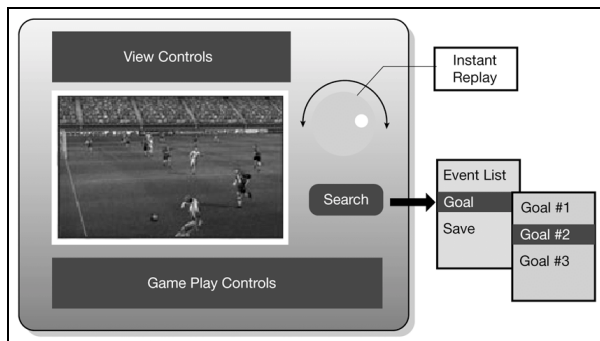 View Controls
Instant
Replay
Search
Event List
Goal
Save
Goal #1
Goal #2
Goal #3
Game Play Controls